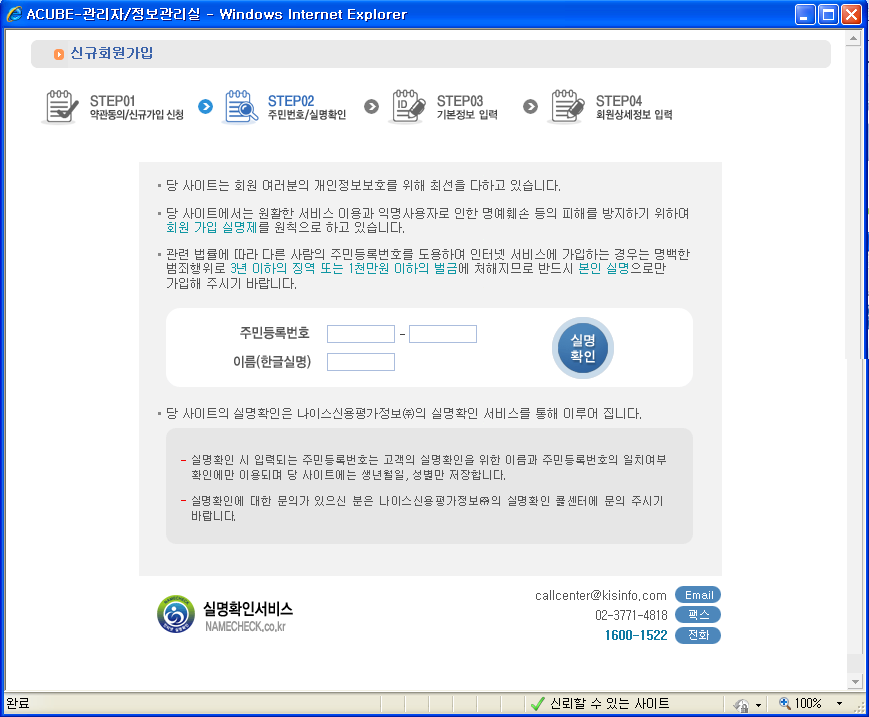 ACUBE-관리자/정보관리실 - Windows Internet Explorer
신규회원가입
STEP01
약관동의/신규가입 신청
STEP02
주민번호/실명확인
STEP03
기본정보 입력
STEP04
회원상세정보 입력
ID
• 당 사이트는 회원 여러분의 개인정보보호를 위해 최선을 다하고 있습니다.
• 당 사이트에서는 원활한 서비스 이용과 익명사용자로 인한 명예훼손 등의 피해를 방지하기 위하여
회원 가입 실명제를 원칙으로 하고 있습니다.
• 관련 법률에 따라 다른 사람의 주민등록번호를 도용하여 인터넷 서비스에 가입하는 경우는 명백한
범죄행위로 3년 이하의 징역 또는 1천만원 이하의 벌금에 처해지므로 반드시 본인 실명으로만
가입해 주시기 바랍니다.
주민등록번호 -
이름(한글실명)
실명
확인
• 당 사이트의 실명확인은 나이스신용평가정보㈜의 실명확인 서비스를 통해 이루어 집니다.
- 실명확인 시 입력되는 주민등록번호는 고객의 실명확인을 위한 이름과 주민등록번호의 일치여부
확인에만 이용되며 당 사이트에는 생년월일, 성별만 저장합니다.
- 실명확인에 대한 문의가 있으신 분은 나이스신용평가정보㈜의 실명확인 콜센터에 문의 주시기
바랍니다.
NAMECHECK
실명확인서비스
NAMECHECK.co.kr
callcenter@kisinfo.com Email
02-3771-4818 팩스
1600-1522 전화
완료
신뢰할 수 있는 사이트
100%